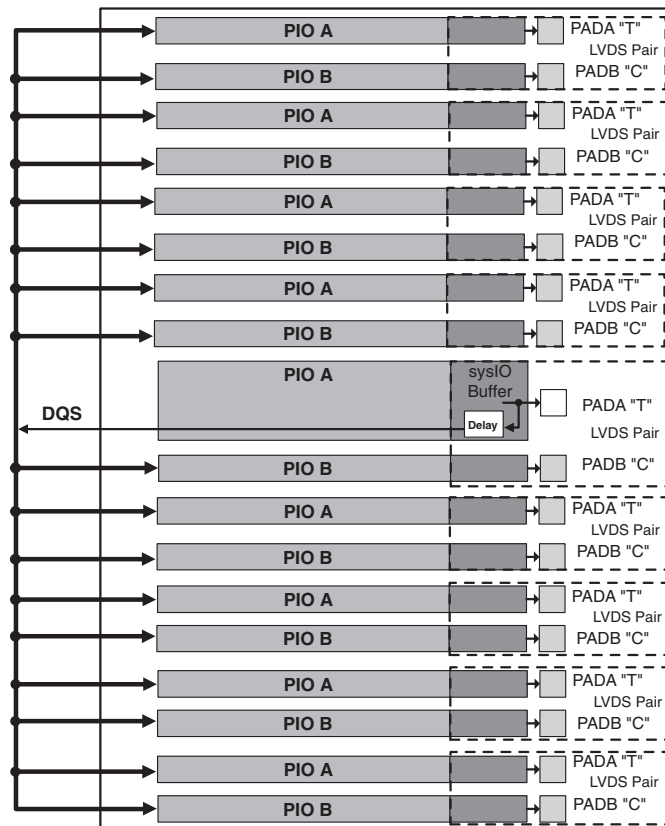 PIO A PADA "T"
LVDS Pair
PIO B PADB "C"
PIO A PADA "T"
LVDS Pair
PIO B PADB "C"
PIO A PADA "T"
LVDS Pair
PIO B PADB "C"
PIO A PADA "T"
LVDS Pair
PIO B PADB "C"
PIO A sysIO
Buffer
PADA "T"
DQS Delay
LVDS Pair
PIO B PADB "C"
PIO A PADA "T"
LVDS Pair
PIO B PADB "C"
PIO A PADA "T"
LVDS Pair
PIO B PADB "C"
PIO A PADA "T"
LVDS Pair
PIO B PADB "C"
PIO A PADA "T"
LVDS Pair
PIO B PADB "C"